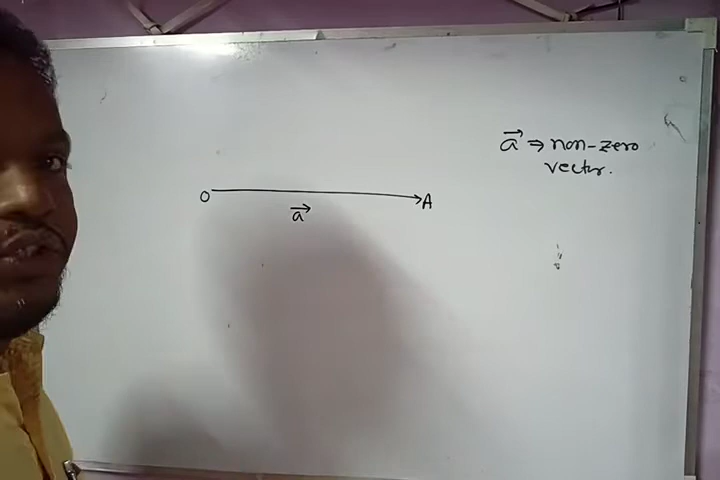 a⃗ ⇒ non-zero
vector.
O A
a⃗